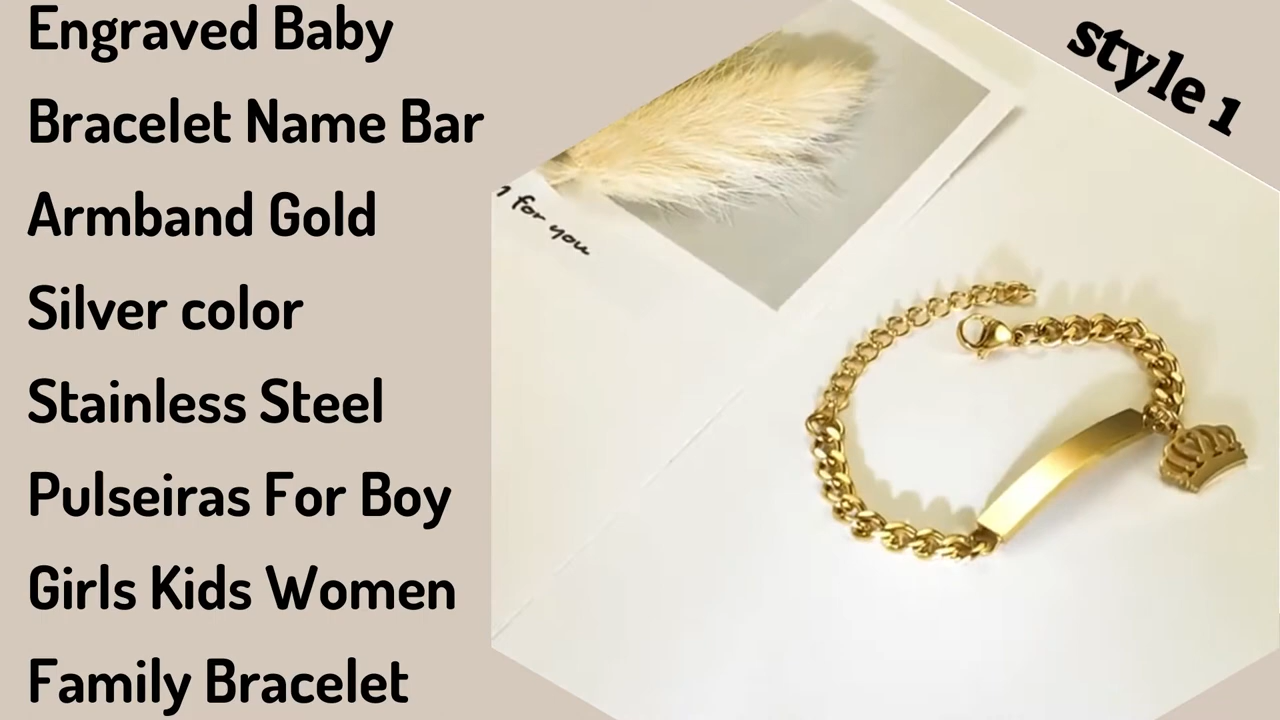 Engraved Baby
Bracelet Name Bar
Armband Gold
Silver color
Stainless Steel
Pulseiras For Boy
Girls Kids Women
Family Bracelet
style 1
for you